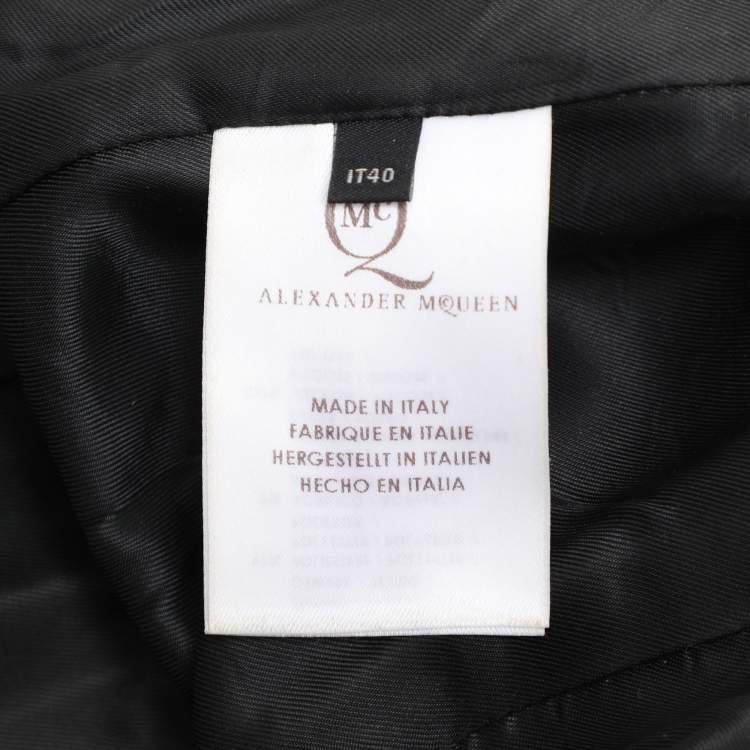 IT40
McQ
ALEXANDER MCQUEEN
MADE IN ITALY
FABRIQUE EN ITALIE
HERGESTELLT IN ITALIEN
HECHO EN ITALIA